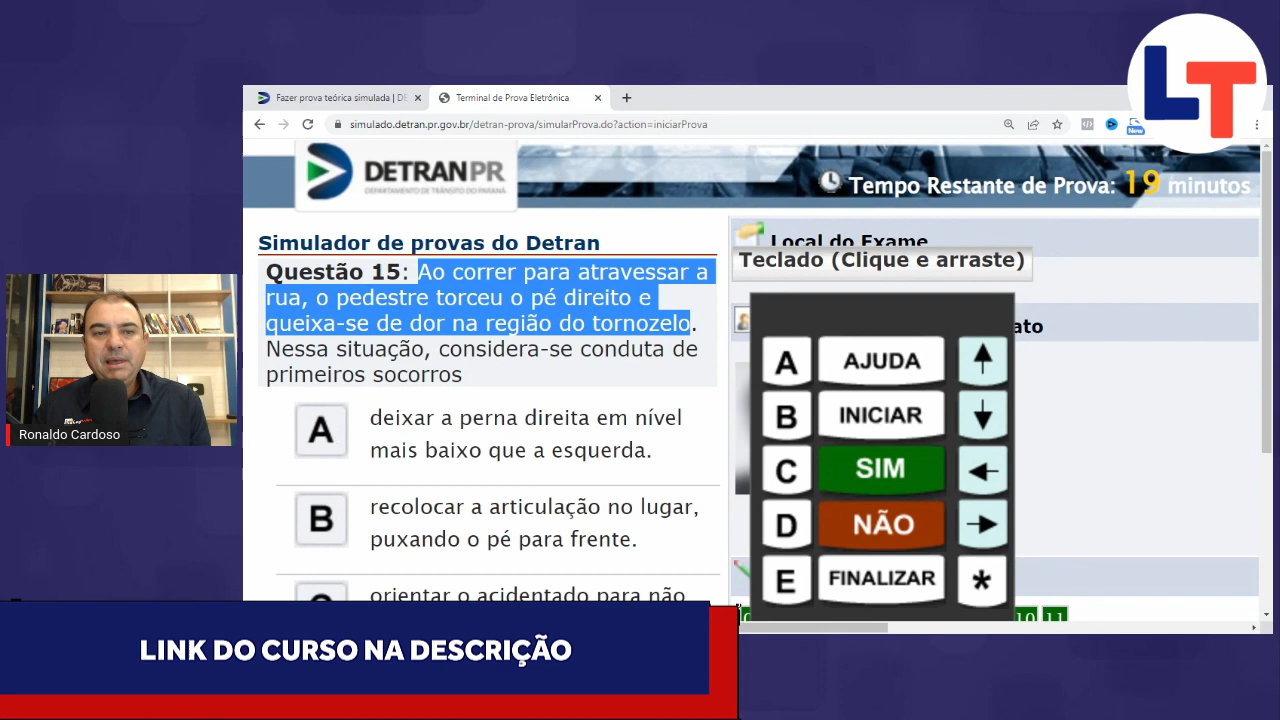 LT
Fazer prova teórica simulada | DE
Terminal de Prova Eletrônica
simulado.detran.pr.gov.br/detran-prova/simularProva.do?action=iniciarProva
New
DETRAN PR
DEPARTAMENTO DE TRÂNSITO DO PARANÁ
Tempo Restante de Prova: 19 minutos
Simulador de provas do Detran
Questão 15: Ao correr para atravessar a
rua, o pedestre torceu o pé direito e
queixa-se de dor na região do tornozelo.
Nessa situação, considera-se conduta de
primeiros socorros
A
deixar a perna direita em nível
mais baixo que a esquerda.
B
recolocar a articulação no lugar,
puxando o pé para frente.
orientar o acidentado para não
Local do Exame
Teclado (Clique e arraste)
ato
A AJUDA
B INICIAR
C SIM
D NÃO
E FINALIZAR *
10 11
Ronaldo Cardoso
LINK DO CURSO NA DESCRIÇÃO